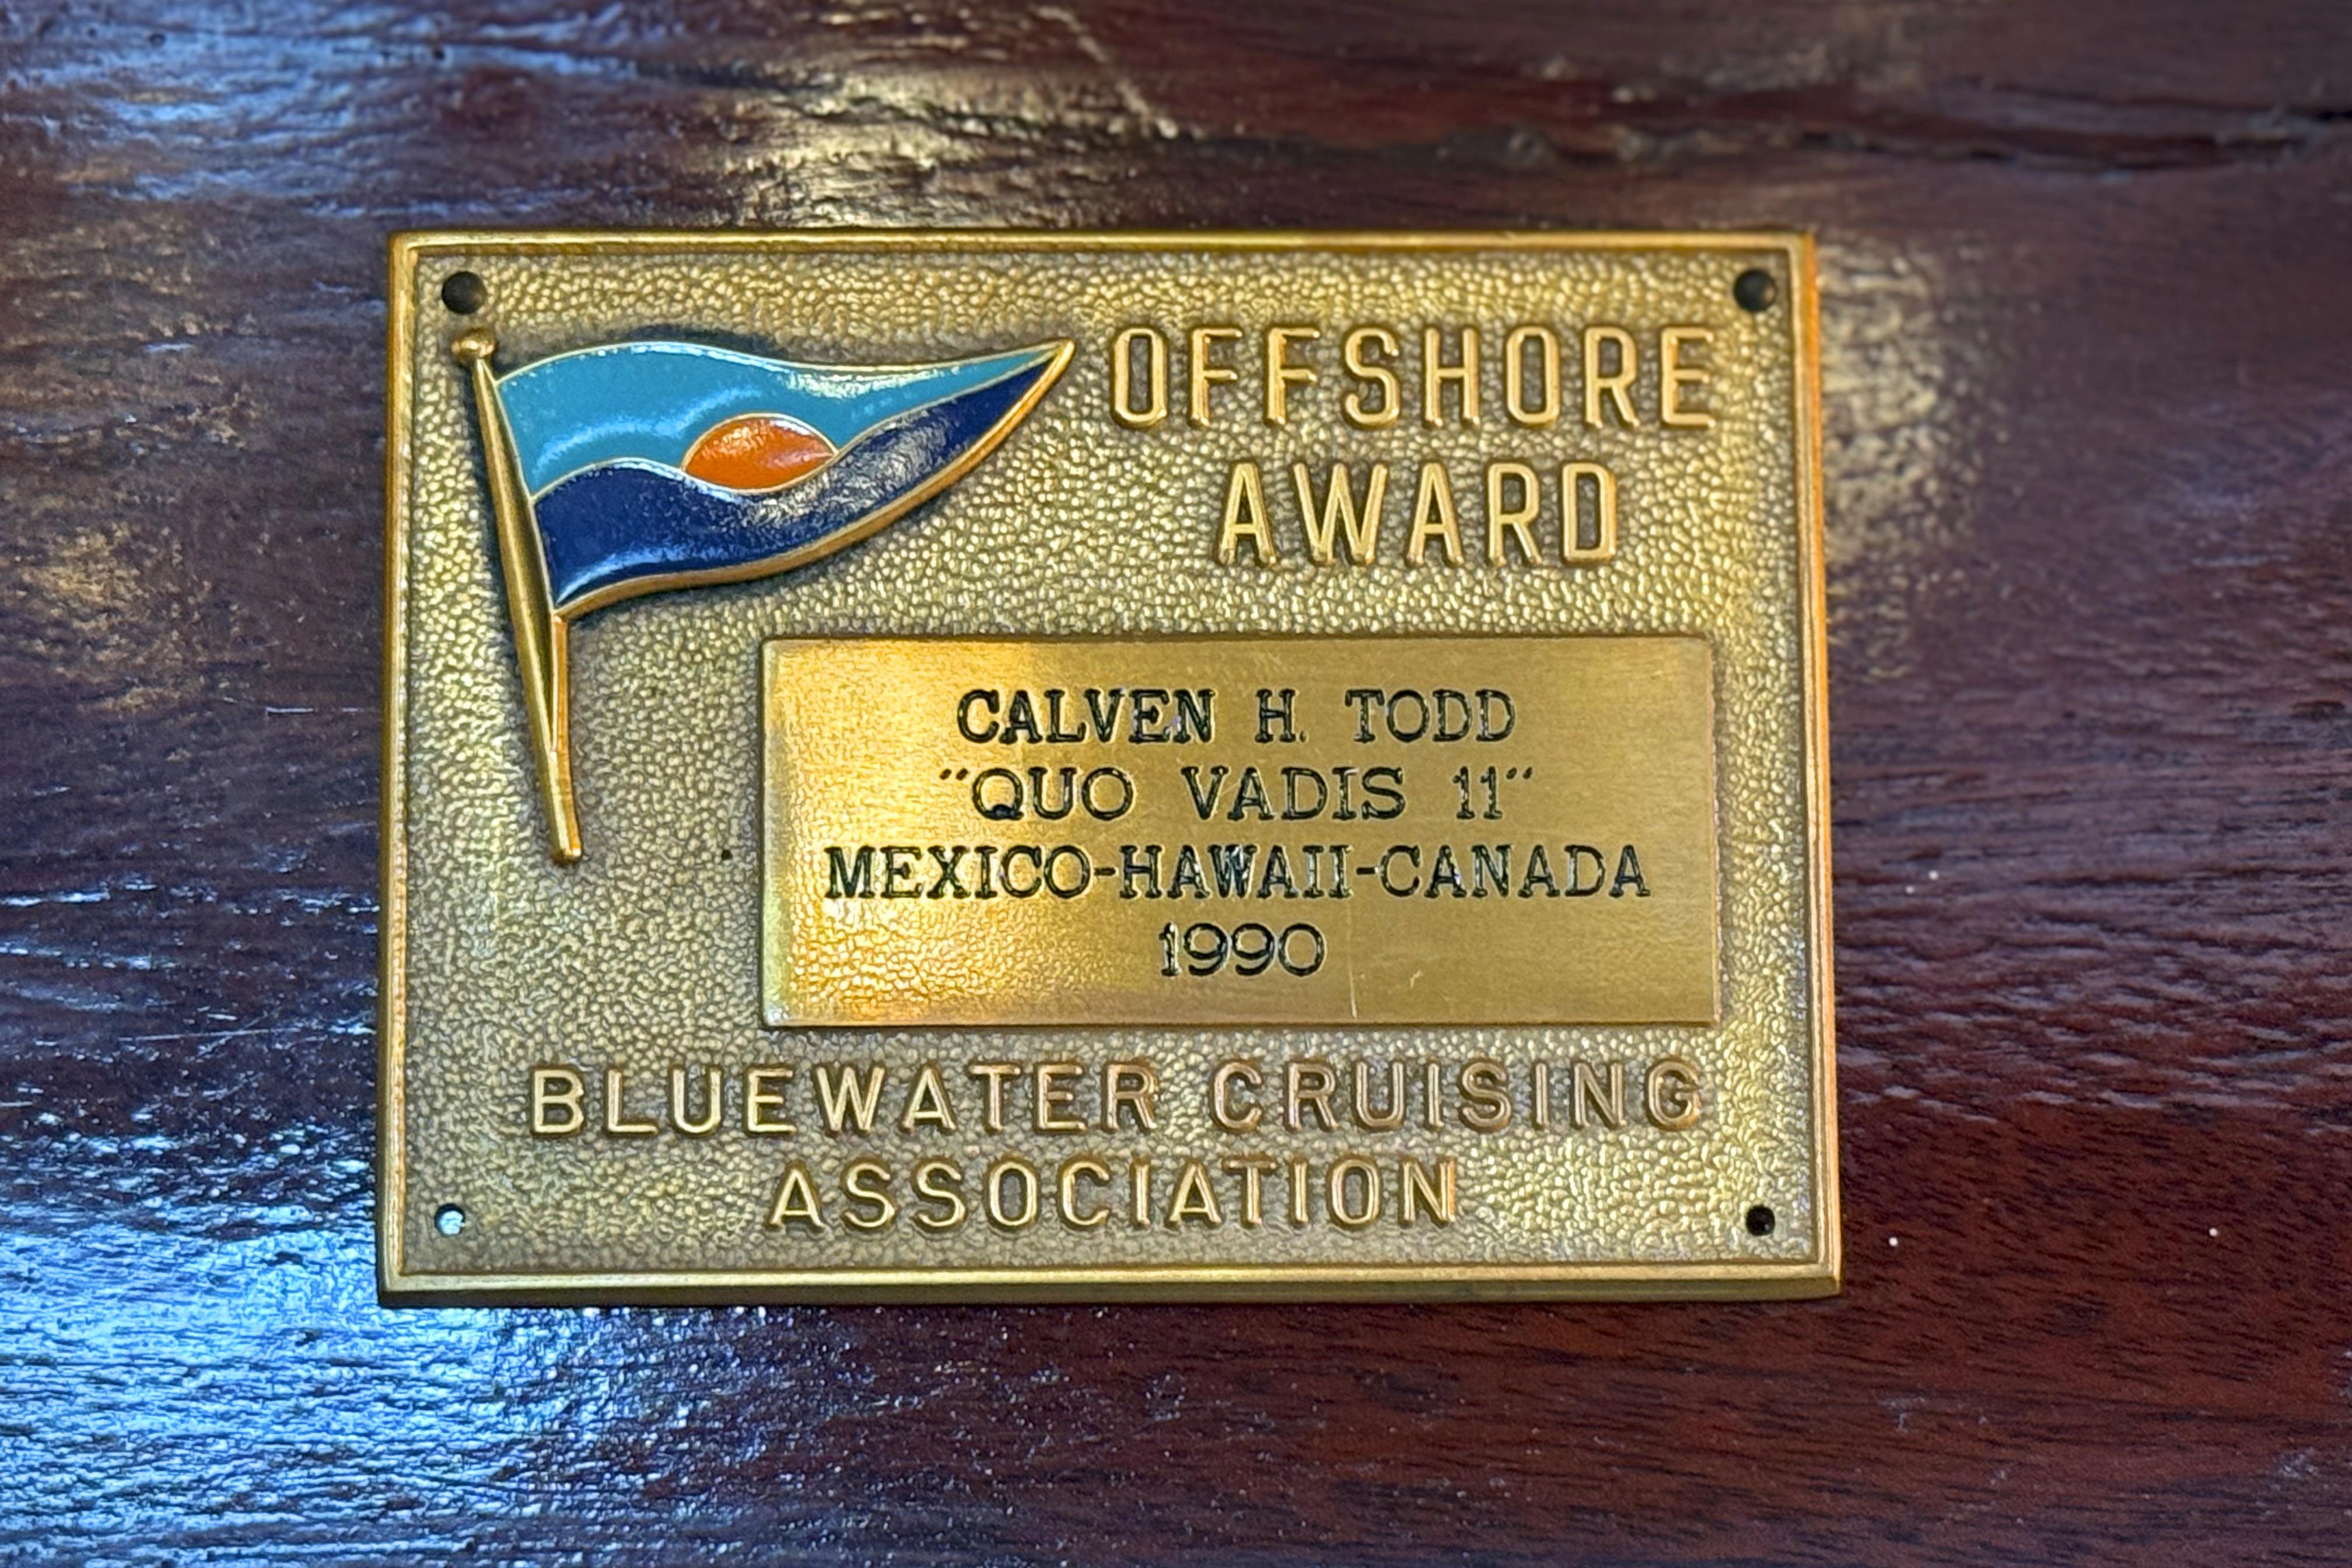 OFFSHORE
AWARD
CALVEN H. TODD
"QUO VADIS 11"
MEXICO-HAWAII-CANADA
1990
BLUEWATER CRUISING
ASSOCIATION